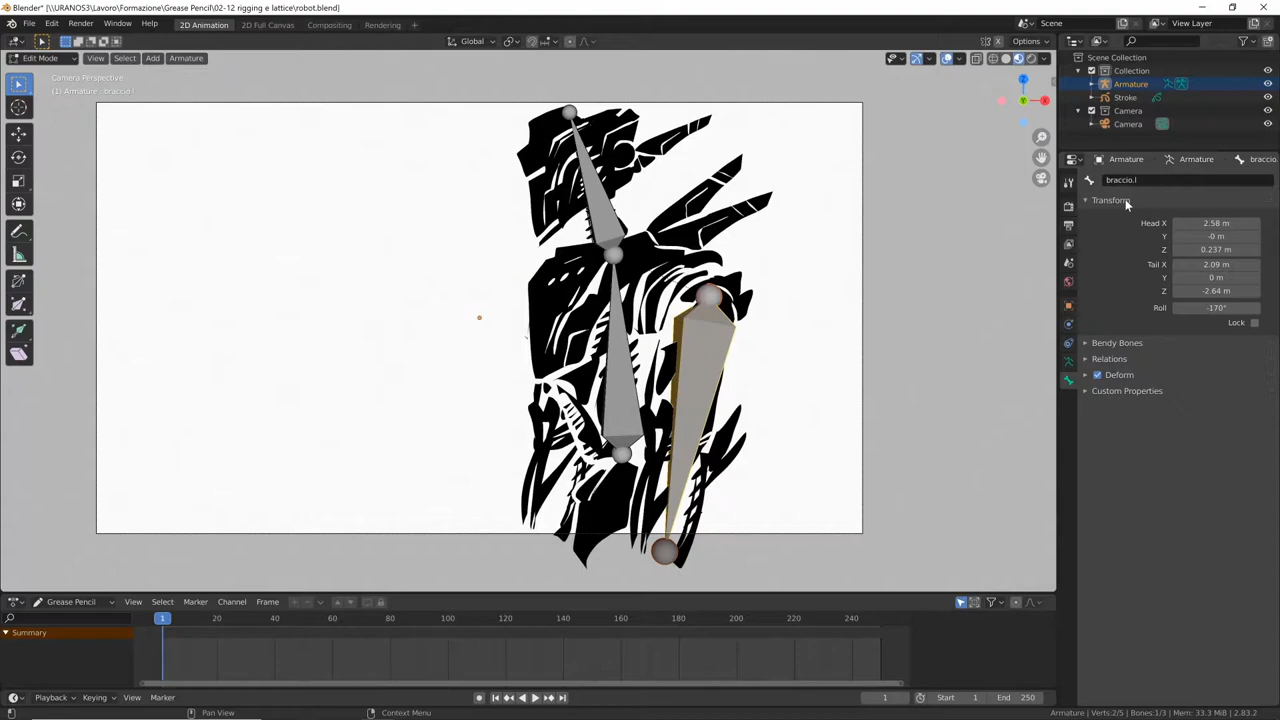 Blender* [\\URANOS3\Lavoro\Formazione\Grease Pencil\02-12 rigging e lattice\robot.blend]
File Edit Render Window Help 2D Animation 2D Full Canvas Compositing Rendering Scene View Layer
Global Options
Edit Mode View Select Add Armature
Camera Perspective
(1) Armature : braccio.l
Z
X
Y
Scene Collection
Collection
Armature
Stroke
Camera
Camera
Armature Armature braccio.
braccio.l
Transform
Head X 2.58 m
Y -0 m
Z 0.237 m
Tail X 2.09 m
Y 0 m
Z -2.64 m
Roll -170°
Lock
Bendy Bones
Relations
Deform
Custom Properties
Grease Pencil View Select Marker Channel Frame
1 20 40 60 80 100 120 140 160 180 200 220 240
Summary
Playback Keying View Marker 1 Start 1 End 250
Select Pan View Context Menu Armature | Verts:2/5 | Bones:1/3 | Mem: 33.3 MiB | 2.83.2